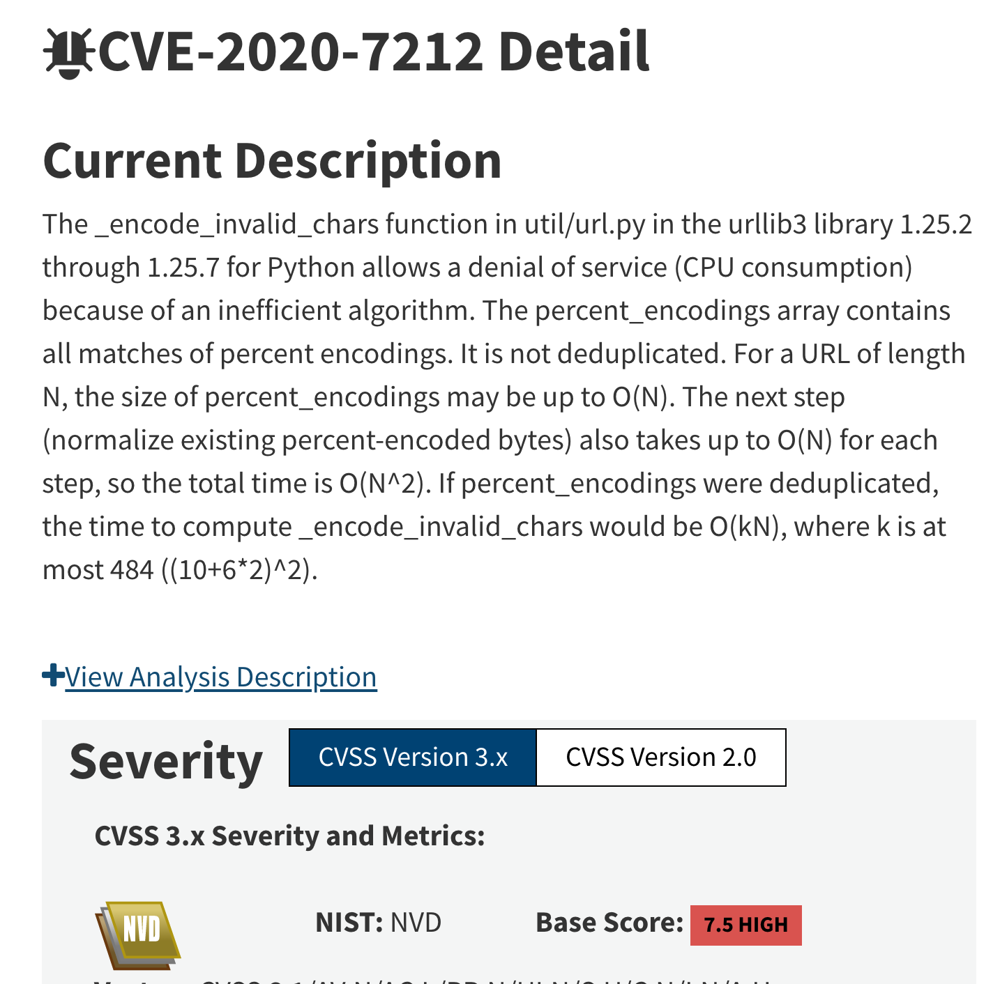 CVE-2020-7212 Detail
Current Description
The _encode_invalid_chars function in util/url.py in the urllib3 library 1.25.2
through 1.25.7 for Python allows a denial of service (CPU consumption)
because of an inefficient algorithm. The percent_encodings array contains
all matches of percent encodings. It is not deduplicated. For a URL of length
N, the size of percent_encodings may be up to O(N). The next step
(normalize existing percent-encoded bytes) also takes up to O(N) for each
step, so the total time is O(N^2). If percent_encodings were deduplicated,
the time to compute _encode_invalid_chars would be O(kN), where k is at
most 484 ((10+6*2)^2).
View Analysis Description
Severity CVSS Version 3.x CVSS Version 2.0
CVSS 3.x Severity and Metrics:
NVD NIST: NVD Base Score: 7.5 HIGH